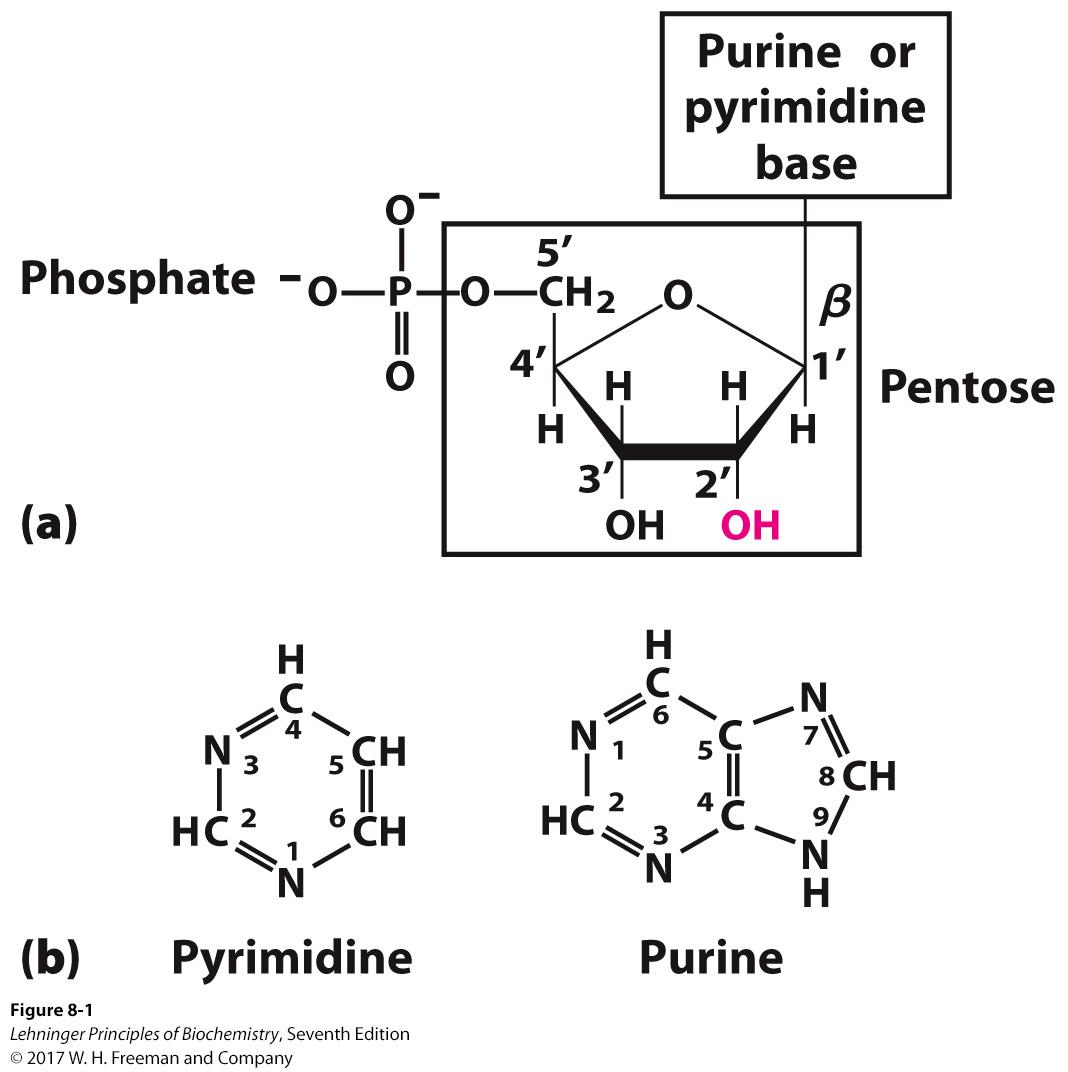 Purine or
pyrimidine
base
O−
Phosphate −O P O 5′ CH2 O β
O
4′ H H 1′ Pentose
H H
3′ 2′
(a) OH OH
H H
C 4 C 6 N 7
N 3 5 CH N 1 5 C 8 CH
HC 2 6 CH HC 2 4 C 9
1 N 3 N N
H
(b) Pyrimidine Purine
Figure 8-1
Lehninger Principles of Biochemistry, Seventh Edition
© 2017 W. H. Freeman and Company